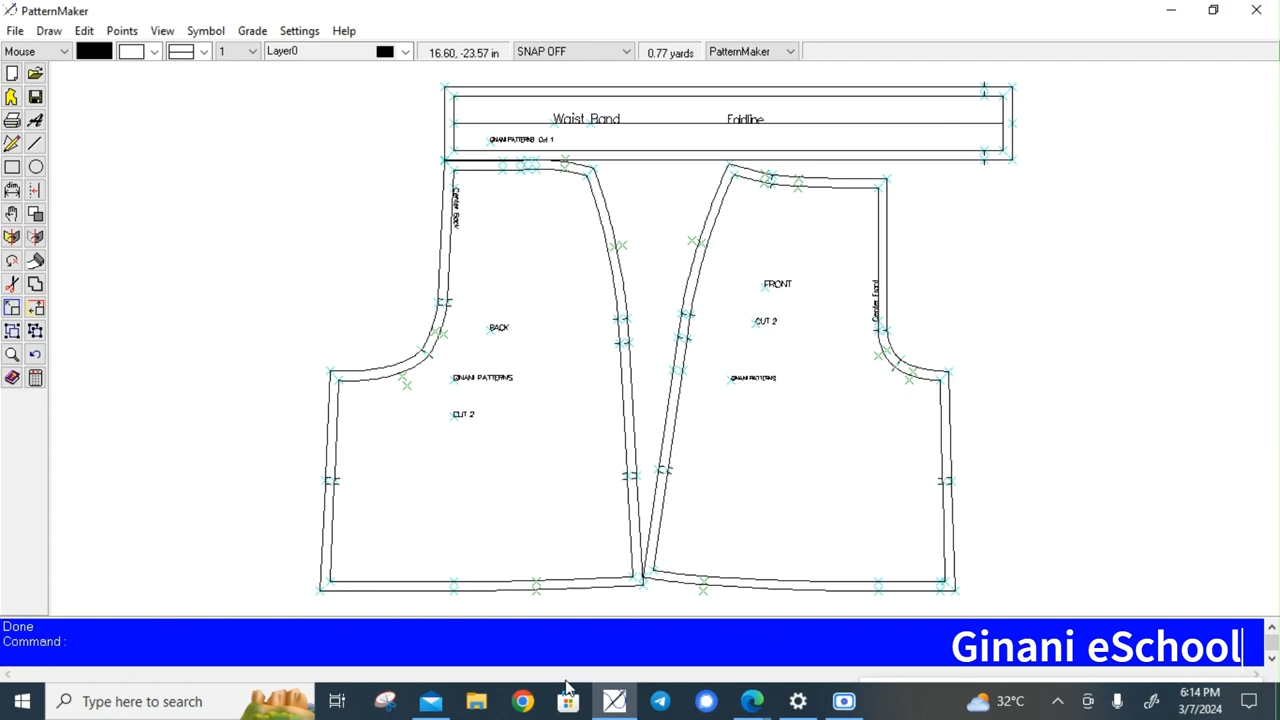 PatternMaker
File Draw Edit Points View Symbol Grade Settings Help
Mouse 1 Layer0 16.60, -23.57 in SNAP OFF 0.77 yards PatternMaker
Waist Band Foldline
GINANI PATTERNS Cut 1
Center Back
FRONT
Center Front
CUT 2
BACK
GINANI PATTERNS
GINANI PATTERNS
CUT 2
dim
Done
Command :
Ginani eSchool
Type here to search
32°C
6:14 PM
3/7/2024